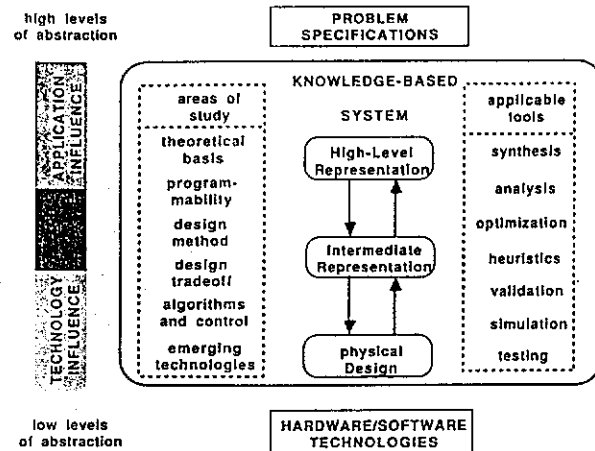 high levels
of abstraction
PROBLEM
SPECIFICATIONS
APPLICATION
INFLUENCE
TECHNOLOGY
INFLUENCE
KNOWLEDGE-BASED
SYSTEM
areas of
study
theoretical
basis
program-
mability
design
method
design
tradeoff
algorithms
and control
emerging
technologies
High-Level
Representation
Intermediate
Representation
physical
Design
applicable
tools
synthesis
analysis
optimization
heuristics
validation
simulation
testing
low levels
of abstraction
HARDWARE/SOFTWARE
TECHNOLOGIES